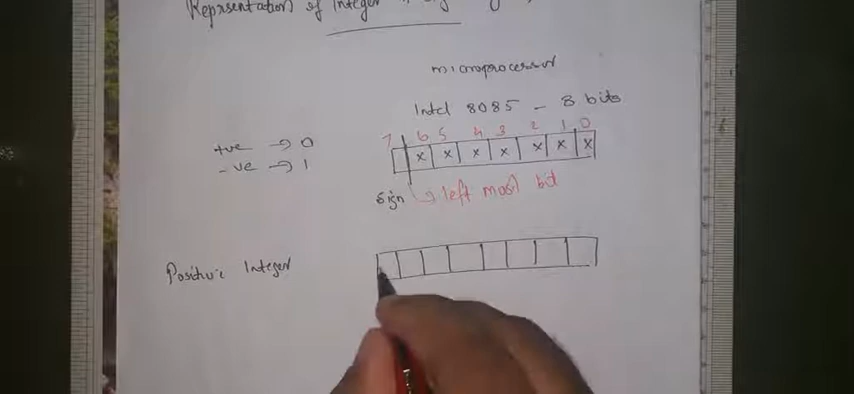 Reprsentation of Integer
microprocessor
Intel 8085 - 8 bits
7 6 5 4 3 2 1 0
+ve → 0
x x x x x x x
-ve → 1
sign → left most bit
Positive Integer